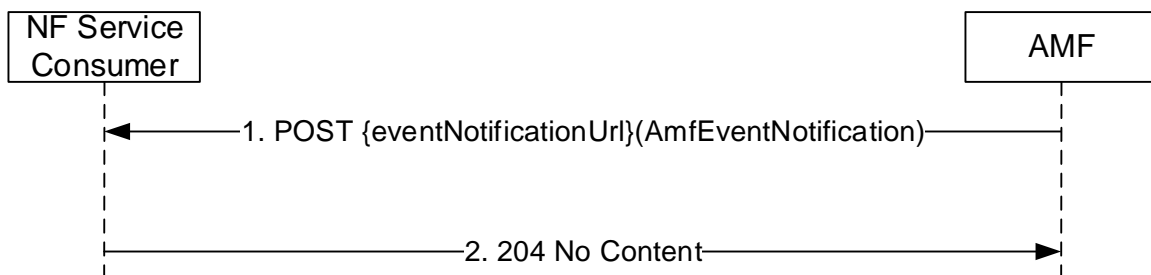 NF Service
Consumer
AMF
1. POST {eventNotificationUrl}(AmfEventNotification)
2. 204 No Content